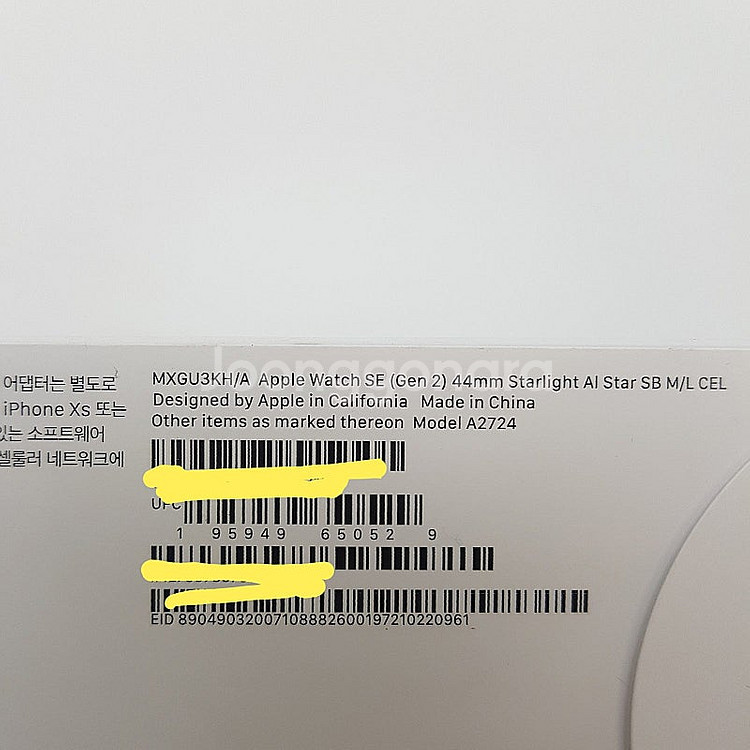 joonggonara
어댑터는 별도로
iPhone Xs 또는
있는 소프트웨어
셀룰러 네트워크에
MXGU3KH/A Apple Watch SE (Gen 2) 44mm Starlight Al Star SB M/L CEL
Designed by Apple in California Made in China
Other items as marked thereon Model A2724
UPC
1 95949 65052 9
EID 89049032007108882600197210220961